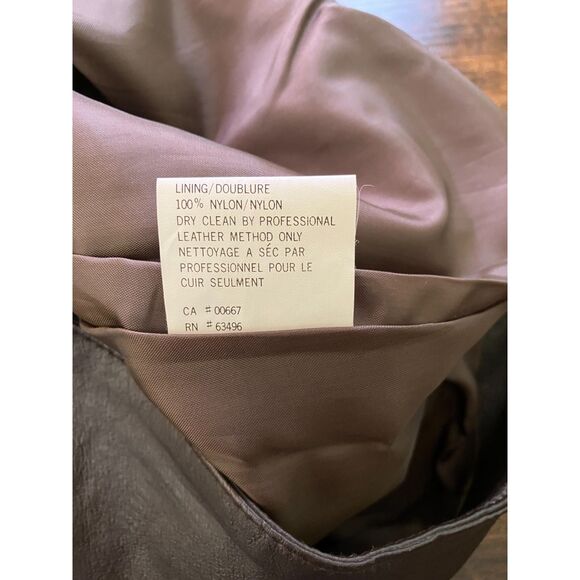 LINING/DOUBLURE
100% NYLON/NYLON
DRY CLEAN BY PROFESSIONAL
LEATHER METHOD ONLY
NETTOYAGE A SÉC PAR
PROFESSIONNEL POUR LE
CUIR SEULMENT
CA # 00667
RN # 63496